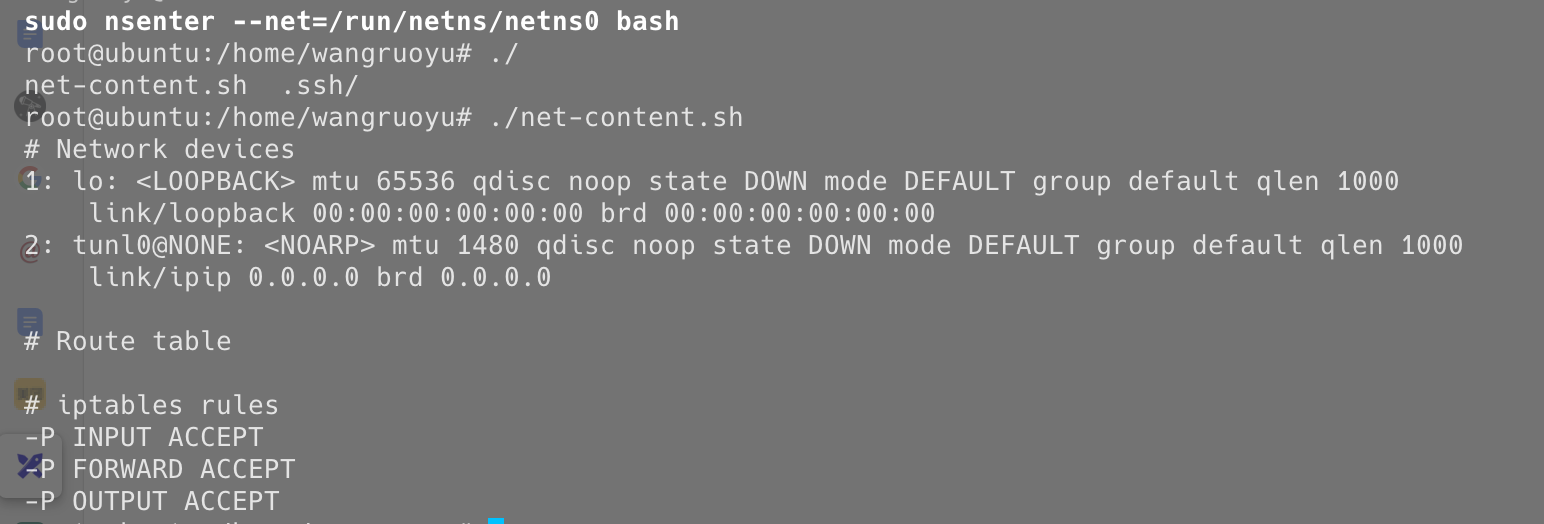 sudo nsenter --net=/run/netns/netns0 bash
root@ubuntu:/home/wangruoyu# ./
net-content.sh  .ssh/
root@ubuntu:/home/wangruoyu# ./net-content.sh
# Network devices
1: lo: <LOOPBACK> mtu 65536 qdisc noop state DOWN mode DEFAULT group default qlen 1000
    link/loopback 00:00:00:00:00:00 brd 00:00:00:00:00:00
2: tunl0@NONE: <NOARP> mtu 1480 qdisc noop state DOWN mode DEFAULT group default qlen 1000
    link/ipip 0.0.0.0 brd 0.0.0.0
# Route table
# iptables rules
-P INPUT ACCEPT
-P FORWARD ACCEPT
-P OUTPUT ACCEPT